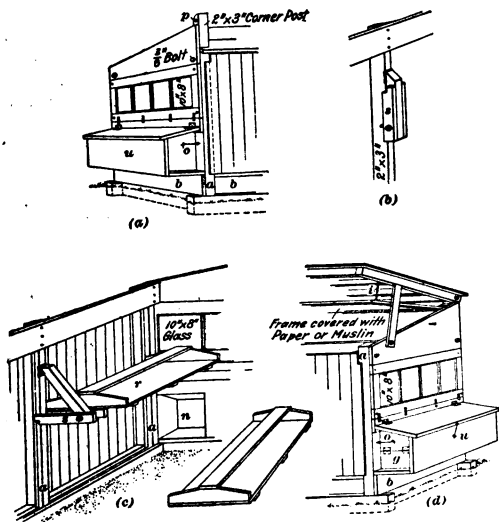 p
2"x3" Corner Post
3/8" Bolt
10"x8"
u
o
b
a
b
(a)
s
2"x3"
(b)
10"x8"
Glass
r
n
a
a
(c)
i
Frame covered with
Paper or Muslin
a
10"x8"
o
g
u
b
(d)